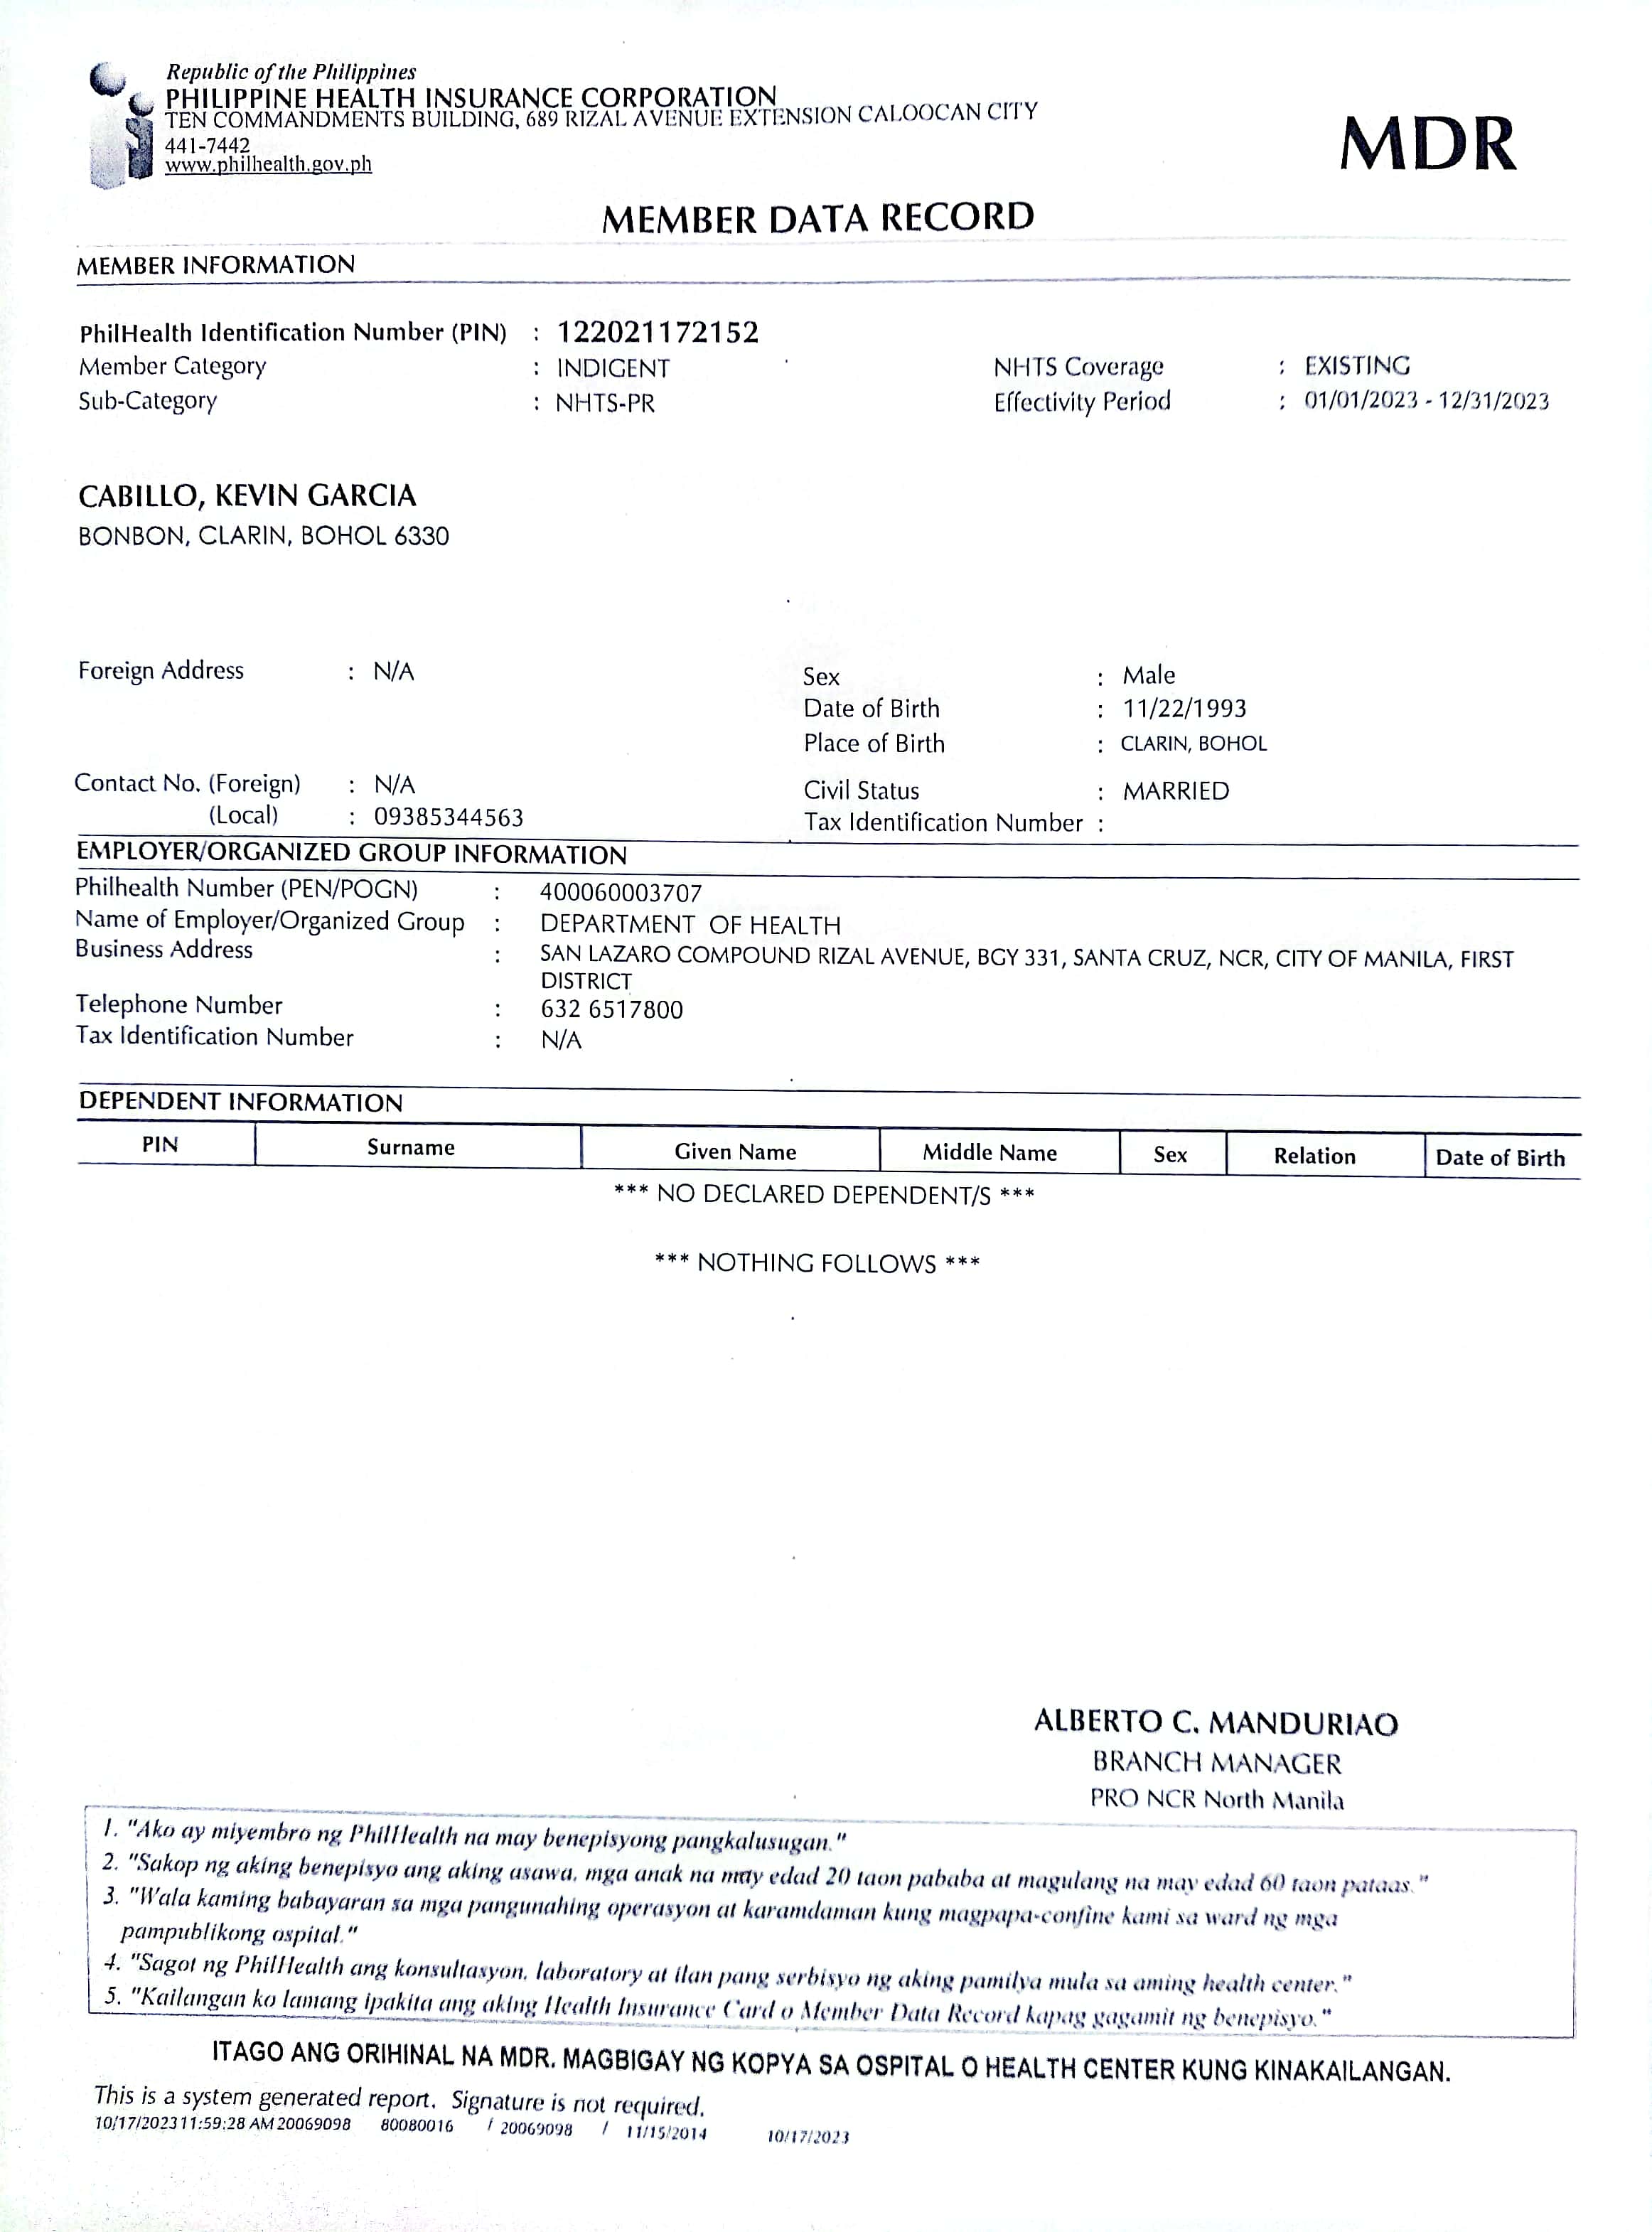 Republic of the Philippines
PHILIPPINE HEALTH INSURANCE CORPORATION
TEN COMMANDMENTS BUILDING, 689 RIZAL AVENUE EXTENSION CALOOCAN CITY
441-7442
www.philhealth.gov.ph
MDR
MEMBER DATA RECORD
MEMBER INFORMATION
PhilHealth Identification Number (PIN) : 122021172152
Member Category : INDIGENT NHTS Coverage : EXISTING
Sub-Category : NHTS-PR Effectivity Period : 01/01/2023 - 12/31/2023
CABILLO, KEVIN GARCIA
BONBON, CLARIN, BOHOL 6330
Foreign Address : N/A Sex : Male
Date of Birth : 11/22/1993
Place of Birth : CLARIN, BOHOL
Contact No. (Foreign) : N/A Civil Status : MARRIED
(Local) : 09385344563 Tax Identification Number :
EMPLOYER/ORGANIZED GROUP INFORMATION
Philhealth Number (PEN/POGN) : 400060003707
Name of Employer/Organized Group : DEPARTMENT OF HEALTH
Business Address : SAN LAZARO COMPOUND RIZAL AVENUE, BGY 331, SANTA CRUZ, NCR, CITY OF MANILA, FIRST
DISTRICT
Telephone Number : 632 6517800
Tax Identification Number : N/A
DEPENDENT INFORMATION
PIN Surname Given Name Middle Name Sex Relation Date of Birth
*** NO DECLARED DEPENDENT/S ***
*** NOTHING FOLLOWS ***
ALBERTO C. MANDURIAO
BRANCH MANAGER
PRO NCR North Manila
1. "Ako ay miyembro ng PhilHealth na may benepisyong pangkalusugan."
2. "Sakop ng aking benepisyo ang aking asawa, mga anak na may edad 20 taon pababa at magulang na may edad 60 taon pataas."
3. "Wala kaming babayaran sa mga pangunahing operasyon at karamdaman kung magpapa-confine kami sa ward ng mga
pampublikong ospital."
4. "Sagot ng PhilHealth ang konsultasyon, laboratory at ilan pang serbisyo ng aking pamilya mula sa aming health center."
5. "Kailangan ko lamang ipakita ang aking Health Insurance Card o Member Data Record kapag gagamit ng benepisyo."
ITAGO ANG ORIHINAL NA MDR. MAGBIGAY NG KOPYA SA OSPITAL O HEALTH CENTER KUNG KINAKAILANGAN.
This is a system generated report. Signature is not required.
10/17/2023 11:59:28 AM 20069098 80080016 / 20069098 / 11/15/2014 10/17/2023